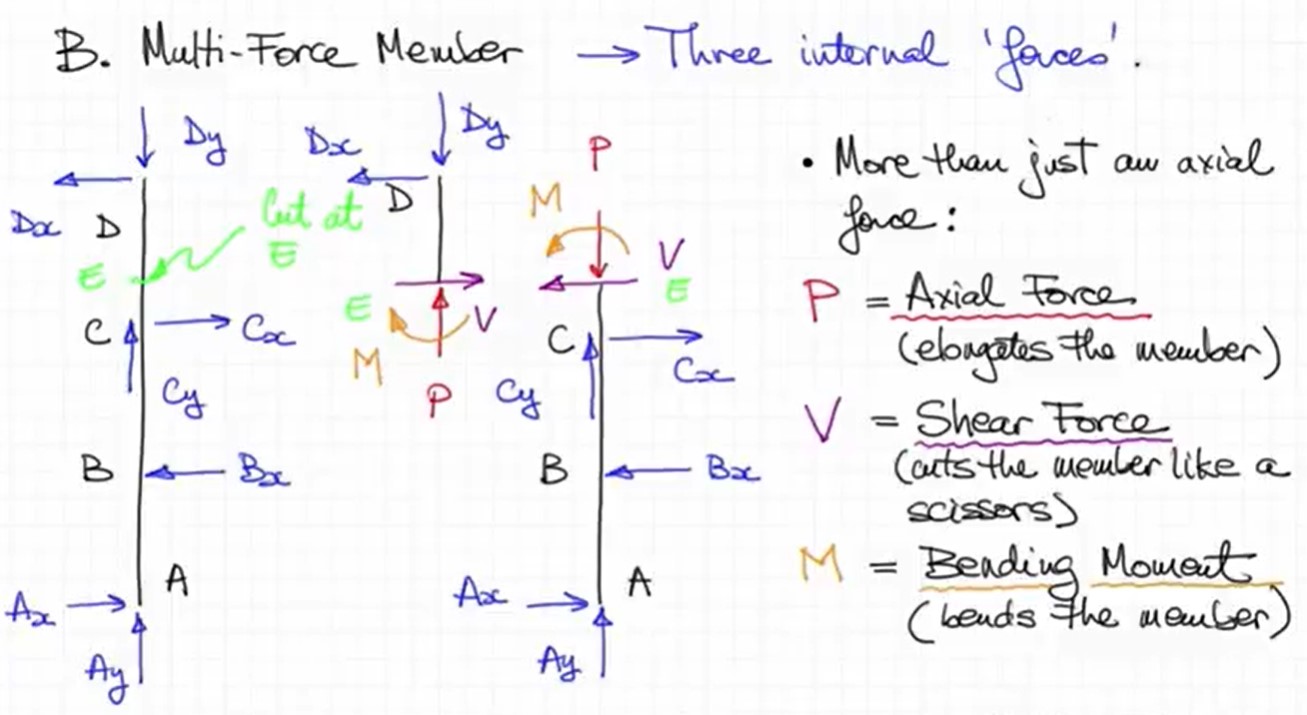 B. Multi-Force Member → Three internal 'forces'.
Dy
Dx
D
Cut at
E
E
C
Cx
Cy
B
Bx
A
Ax
Ay
Dx
Dy
D
E
V
M
P
P
M
V
E
C
Cx
Cy
B
Bx
A
Ax
Ay
• More than just an axial
force:
P = Axial Force
(elongates the member)
V = Shear Force
(cuts the member like a
scissors)
M = Bending Moment
(bends the member)